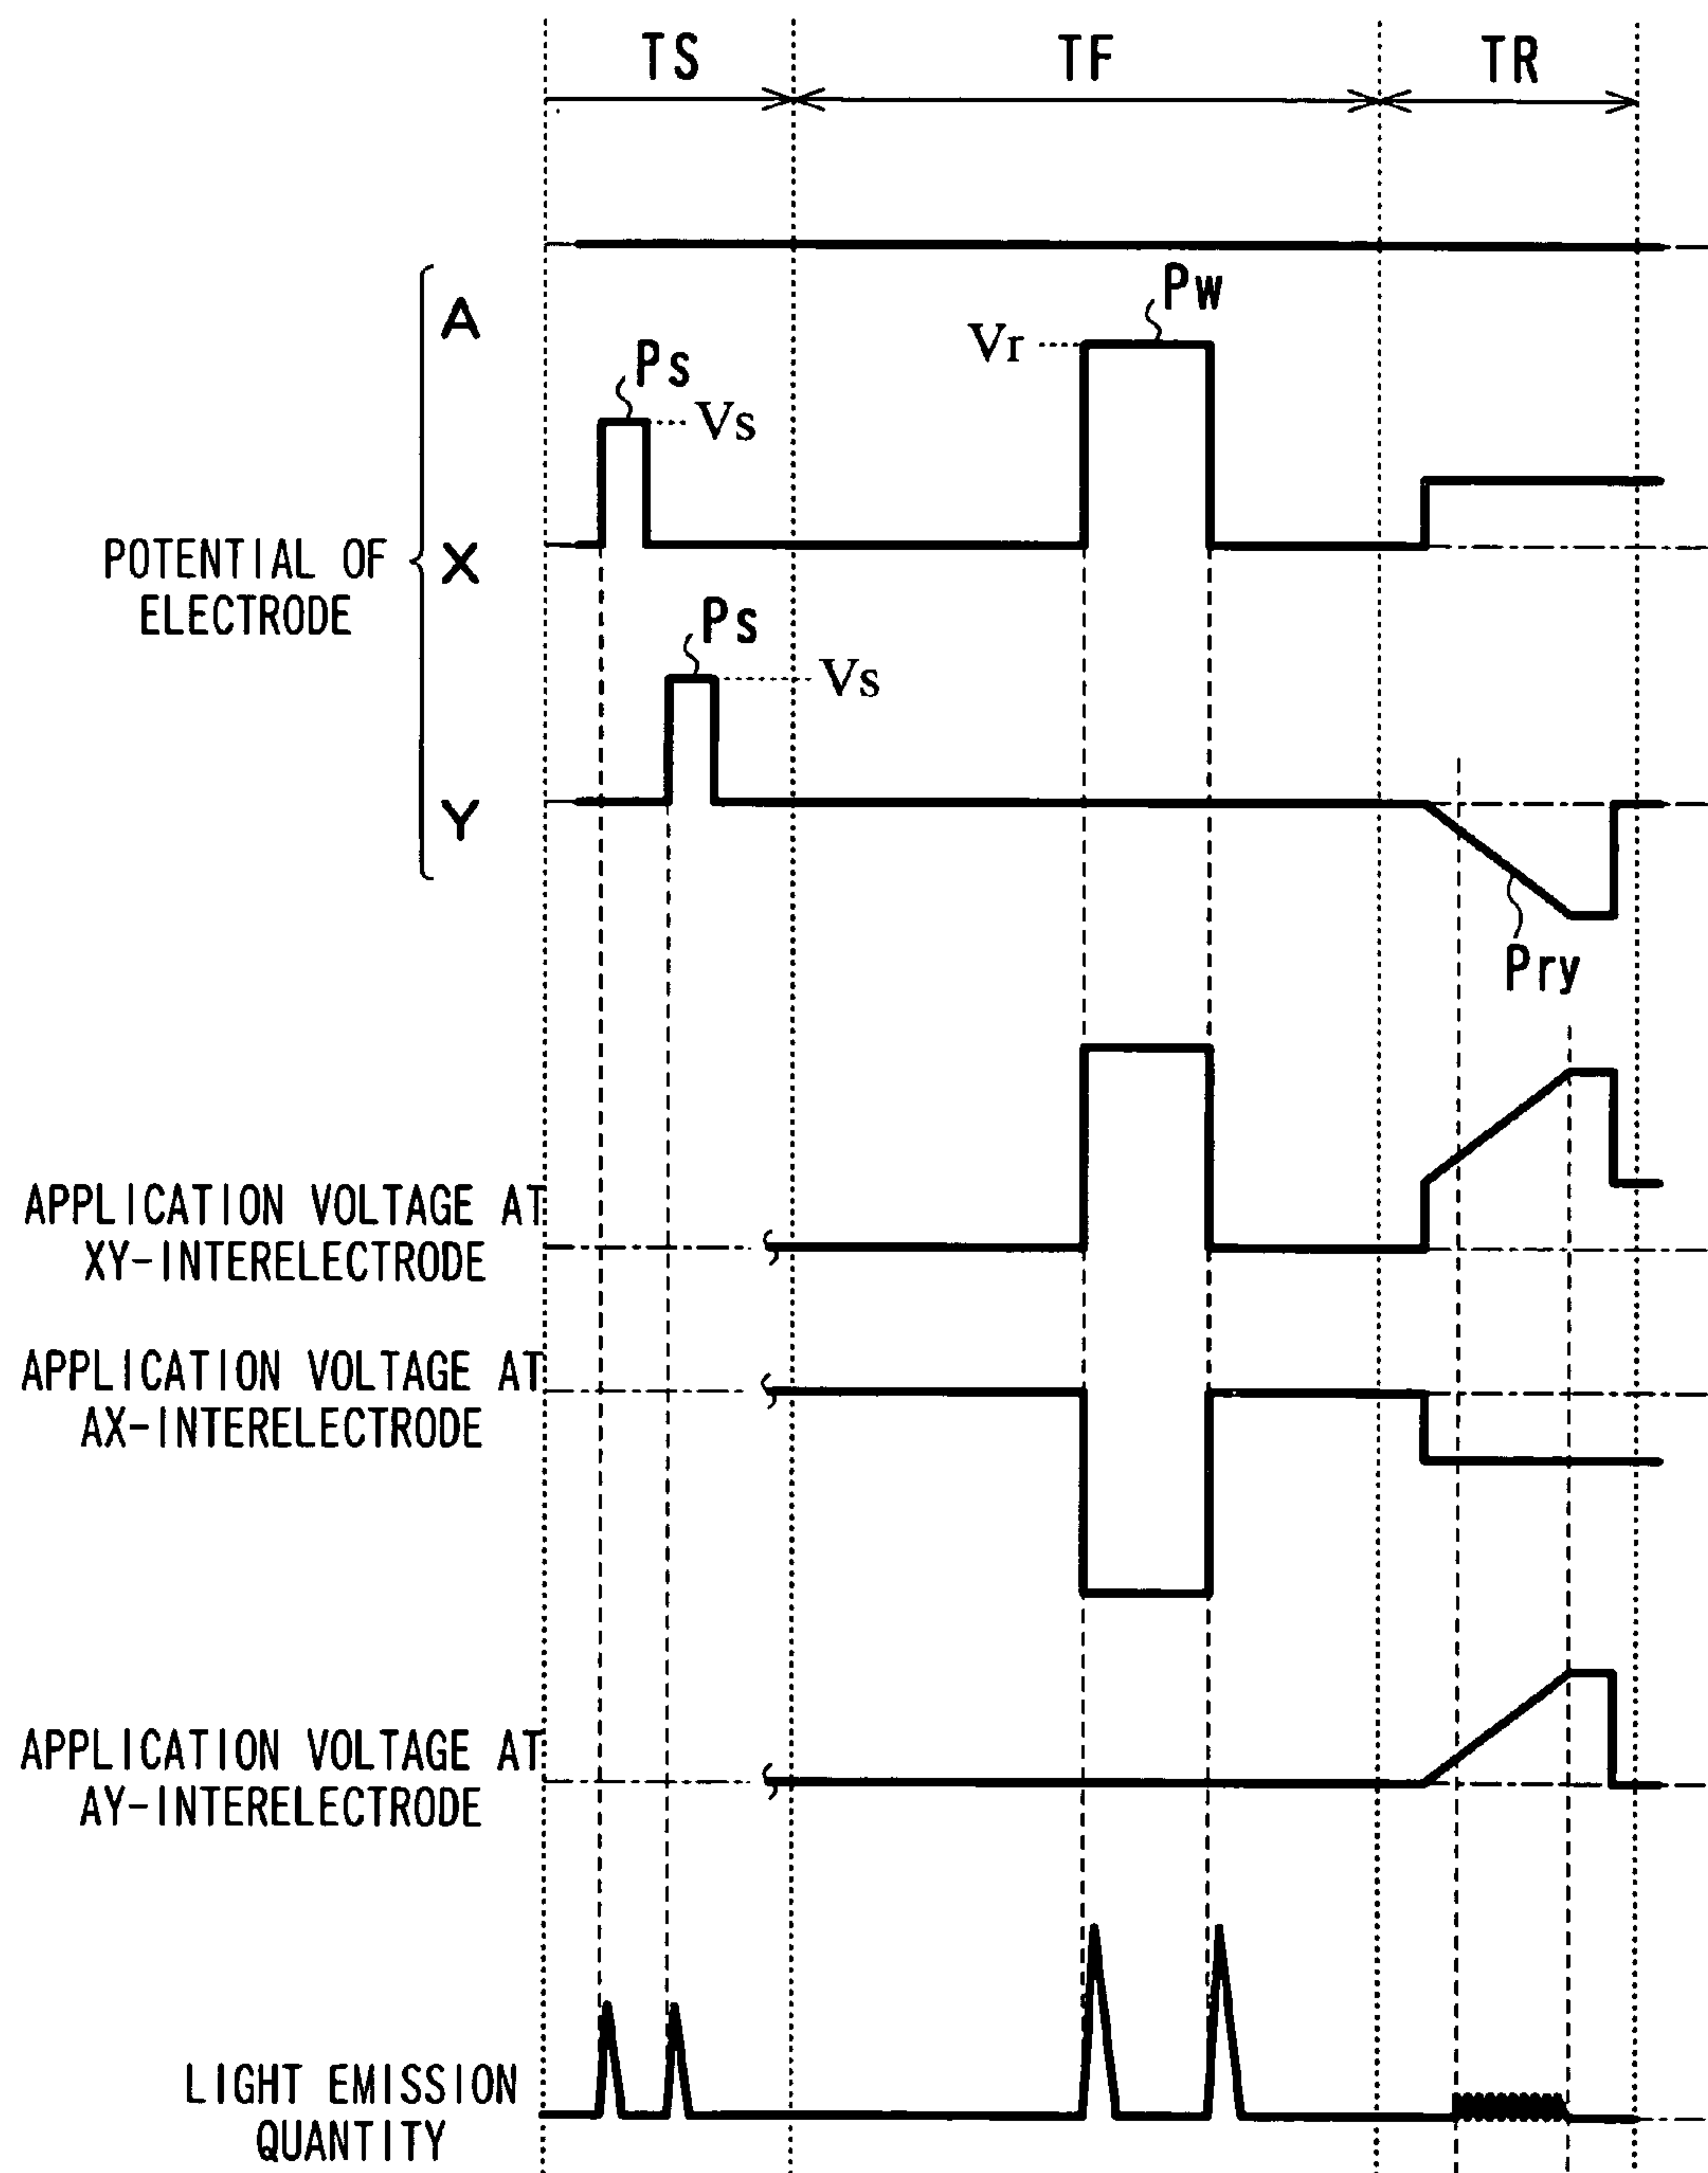 TS TF TR
A
Pw
Vr
Ps
Vs
POTENTIAL OF
ELECTRODE
X
Ps
Vs
Y
Pry
APPLICATION VOLTAGE AT
XY-INTERELECTRODE
APPLICATION VOLTAGE AT
AX-INTERELECTRODE
APPLICATION VOLTAGE AT
AY-INTERELECTRODE
LIGHT EMISSION
QUANTITY